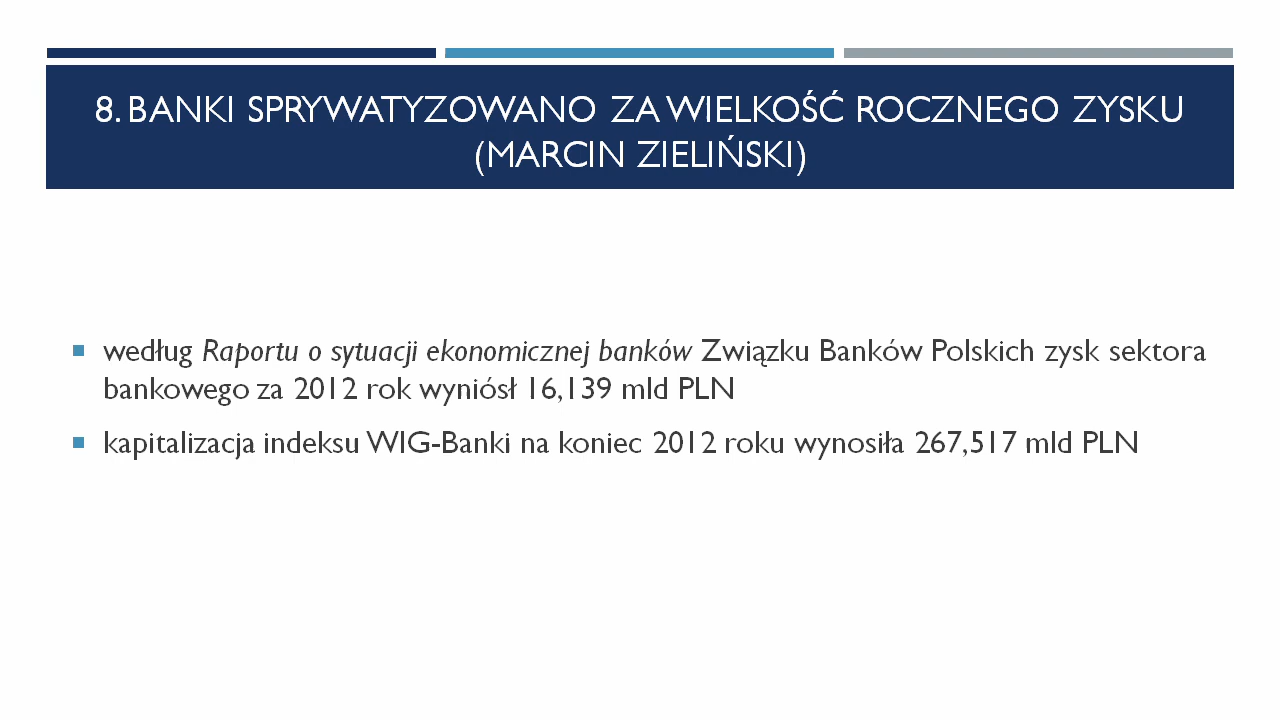 8. BANKI SPRYWATYZOWANO ZA WIELKOŚĆ ROCZNEGO ZYSKU
(MARCIN ZIELIŃSKI)
według Raportu o sytuacji ekonomicznej banków Związku Banków Polskich zysk sektora
bankowego za 2012 rok wyniósł 16,139 mld PLN
kapitalizacja indeksu WIG-Banki na koniec 2012 roku wynosiła 267,517 mld PLN